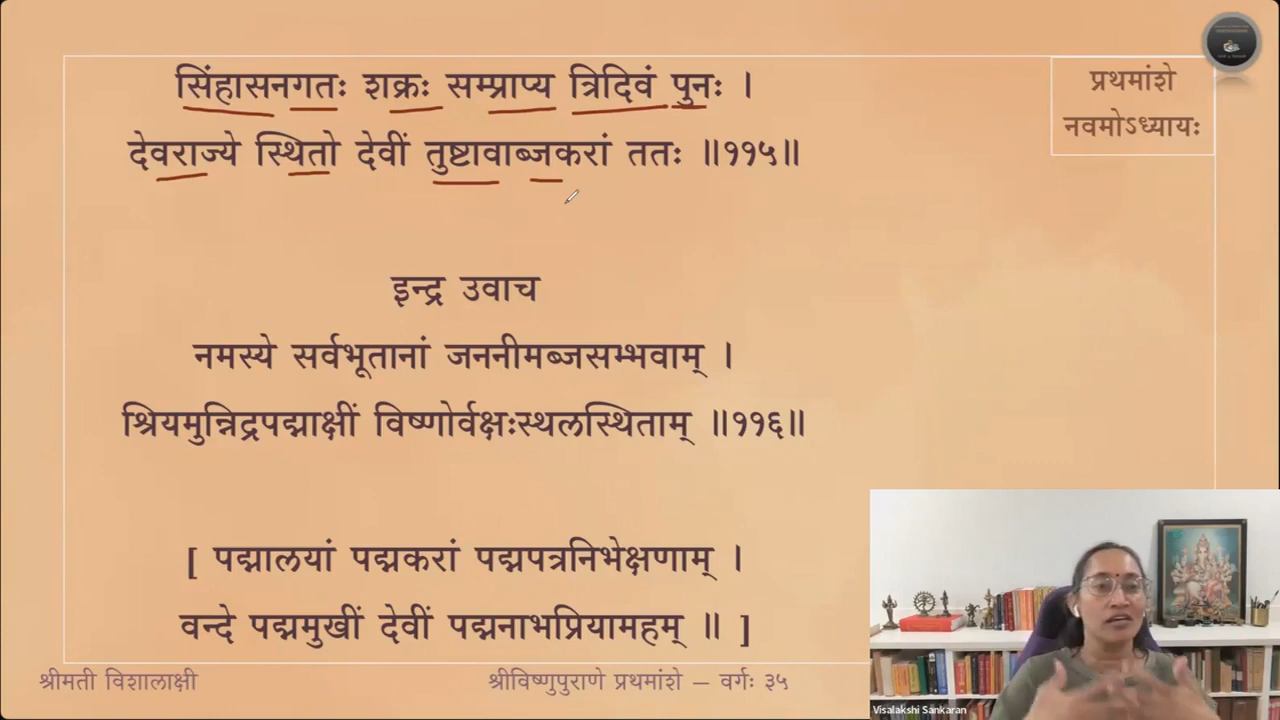 सिंहासनगतः शक्रः सम्प्राप्य त्रिदिवं पुनः ।
देवराज्ये स्थितो देवीं तुष्टावाब्जकरां ततः ॥११५॥
प्रथमांशे
नवमोऽध्यायः
इन्द्र उवाच
नमस्ये सर्वभूतानां जननीमब्जसम्भवाम् ।
श्रियमुन्निद्रपद्माक्षीं विष्णोर्वक्षःस्थलस्थिताम् ॥११६॥
[ पद्मालयां पद्मकरां पद्मपत्रनिभेक्षणाम् ।
वन्दे पद्ममुखीं देवीं पद्मनाभप्रियामहम् ॥ ]
श्रीमती विशालाक्षी
श्रीविष्णुपुराणे प्रथमांशे – वर्गः ३५
Visalakshi Sankaran